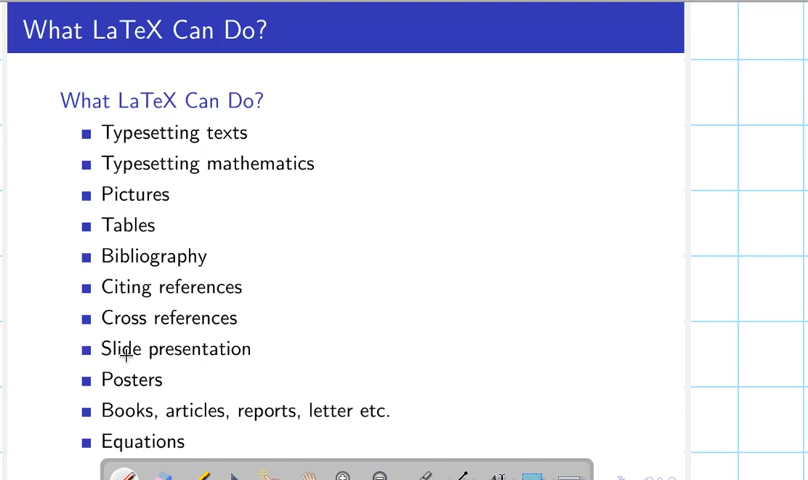 What LaTeX Can Do?
What LaTeX Can Do?
Typesetting texts
Typesetting mathematics
Pictures
Tables
Bibliography
Citing references
Cross references
Slide presentation
Posters
Books, articles, reports, letter etc.
Equations